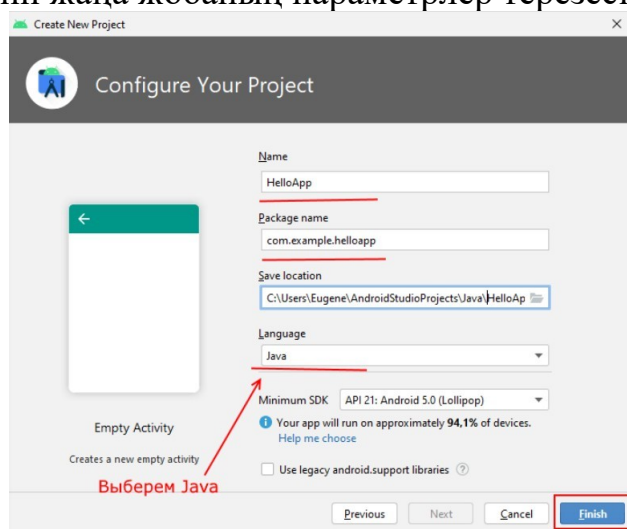 жаңа жобаның параметрлер
Create New Project
Configure Your Project
Name
HelloApp
Package name
com.example.helloapp
Save location
C:\Users\Eugene\AndroidStudioProjects\Java\HelloAp
Language
Java
Minimum SDK API 21: Android 5.0 (Lollipop)
Your app will run on approximately 94,1% of devices.
Help me choose
Empty Activity
Creates a new empty activity
Use legacy android.support libraries ?
Выберем Java
Previous Next Cancel Finish